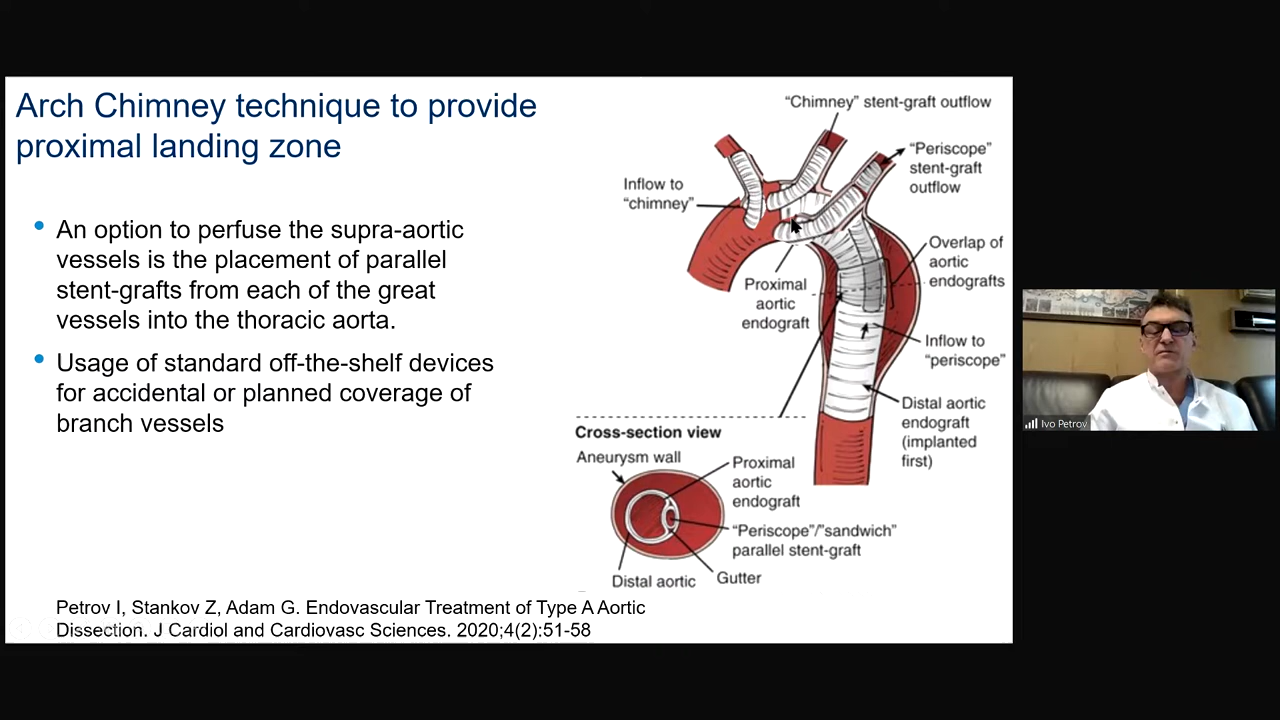 Arch Chimney technique to provide
proximal landing zone
• An option to perfuse the supra-aortic
vessels is the placement of parallel
stent-grafts from each of the great
vessels into the thoracic aorta.
• Usage of standard off-the-shelf devices
for accidental or planned coverage of
branch vessels
"Chimney" stent-graft outflow
"Periscope"
stent-graft
outflow
Inflow to
"chimney"
Overlap of
aortic
endografts
Proximal
aortic
endograft
Inflow to
"periscope"
Distal aortic
endograft
(implanted
first)
Cross-section view
Aneurysm wall
Proximal
aortic
endograft
"Periscope"/"sandwich"
parallel stent-graft
Distal aortic
Gutter
Petrov I, Stankov Z, Adam G. Endovascular Treatment of Type A Aortic
Dissection. J Cardiol and Cardiovasc Sciences. 2020;4(2):51-58
Ivo Petrov